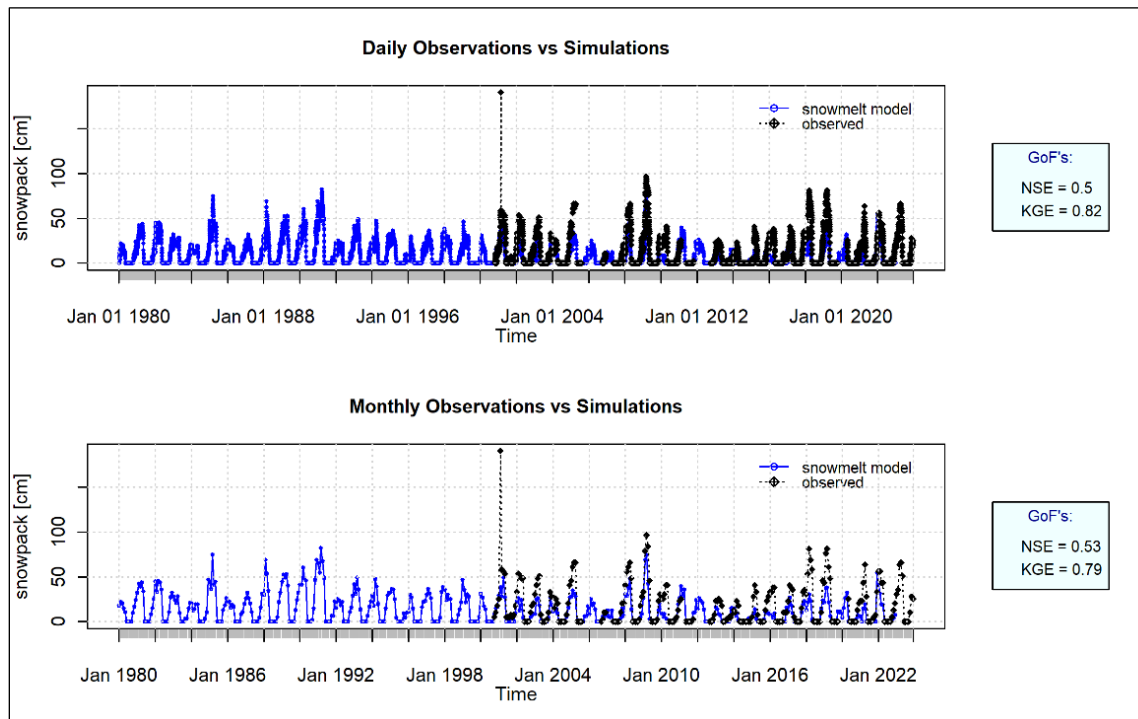 Daily Observations vs Simulations
snowpack [cm]
100
50
0
snowmelt model
observed
Jan 01 1980 Jan 01 1988 Jan 01 1996 Jan 01 2004 Jan 01 2012 Jan 01 2020
Time
GoF's:
NSE = 0.5
KGE = 0.82
Monthly Observations vs Simulations
snowpack [cm]
100
50
0
snowmelt model
observed
Jan 1980 Jan 1986 Jan 1992 Jan 1998 Jan 2004 Jan 2010 Jan 2016 Jan 2022
Time
GoF's:
NSE = 0.53
KGE = 0.79